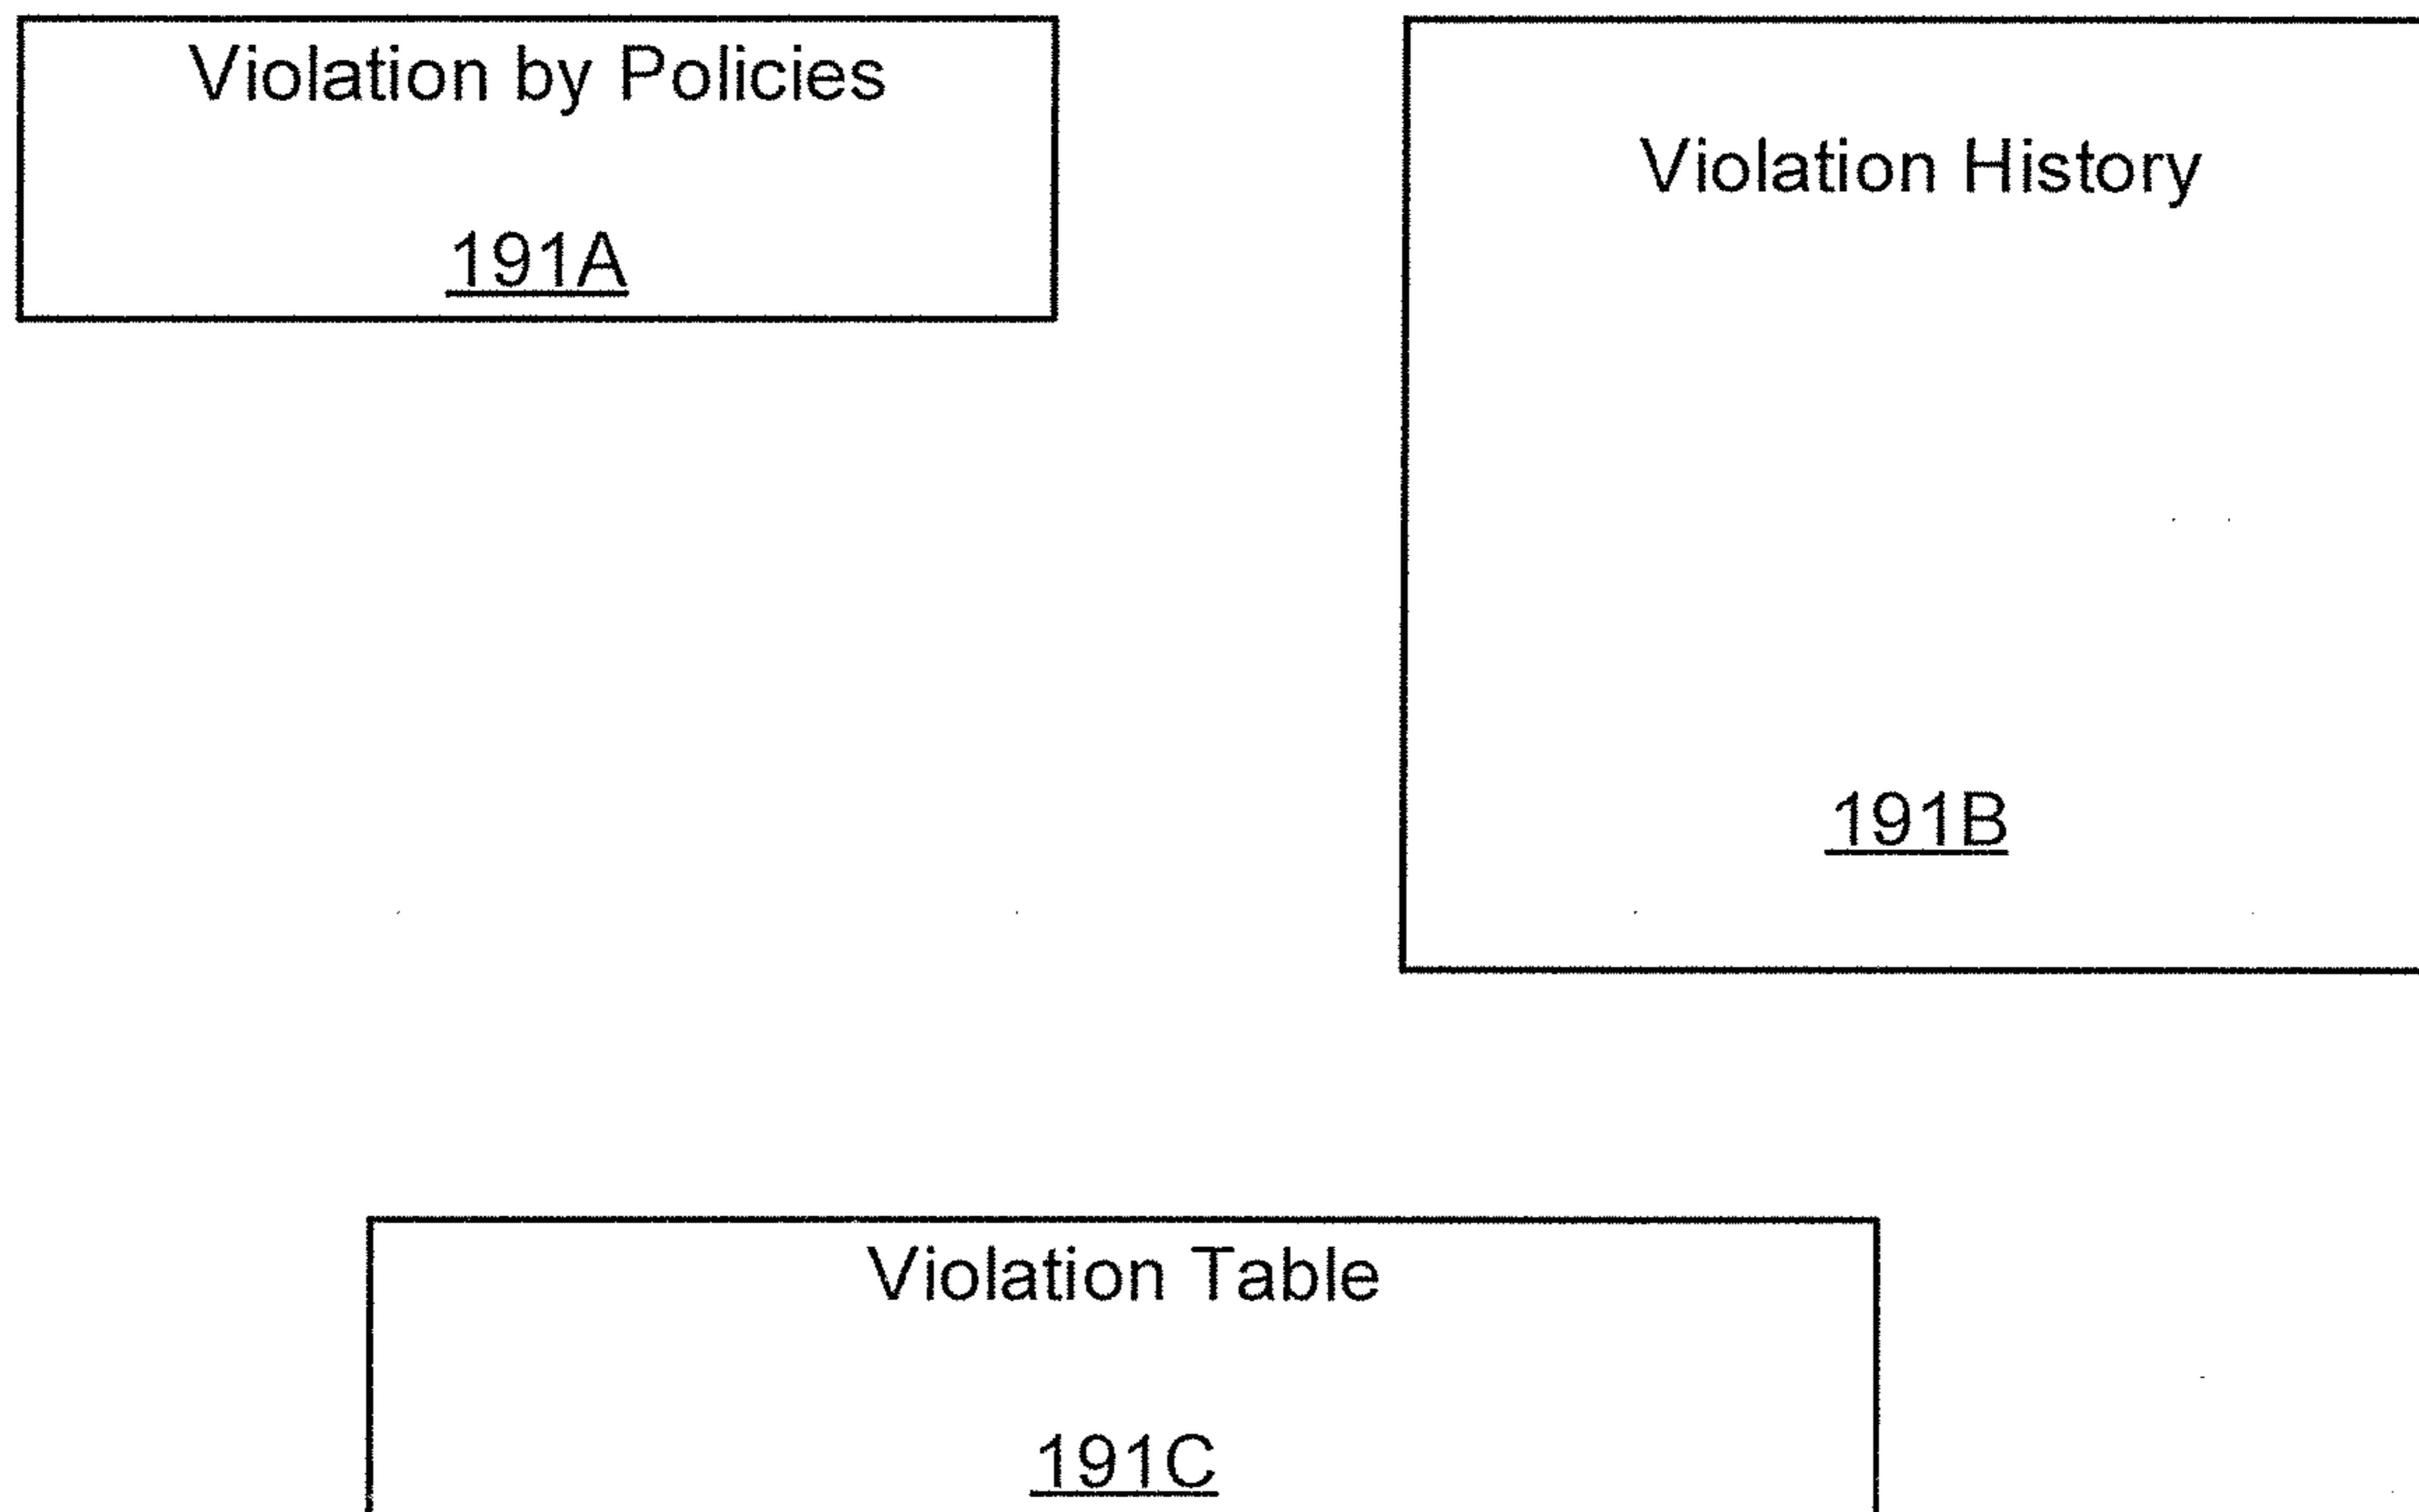 Violation by Policies
191A
Violation History
191B
Violation Table
191C